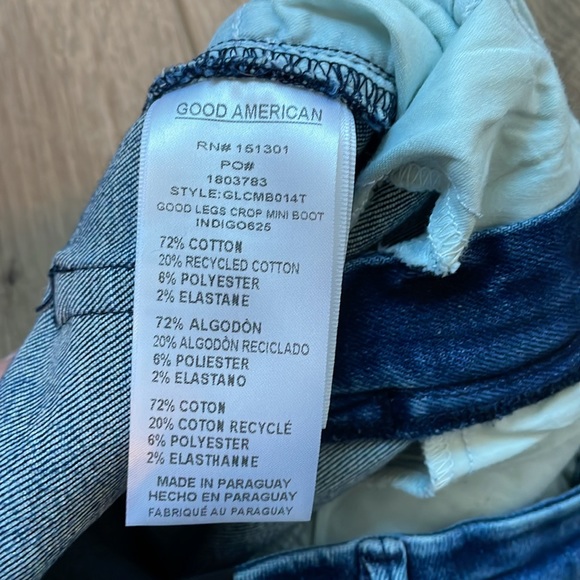 GOOD AMERICAN
RN# 151301
PO#
1803783
STYLE:GLCMB014T
GOOD LEGS CROP MINI BOOT
INDIGO625
72% COTTON
20% RECYCLED COTTON
6% POLYESTER
2% ELASTANE
72% ALGODÒN
20% ALGODÒN RECICLADO
6% POLIESTER
2% ELASTANO
72% COTON
20% COTON RECYCLÉ
6% POLYESTER
2% ELASTHANNE
MADE IN PARAGUAY
HECHO EN PARAGUAY
FABRIQUÉ AU PARAGUAY